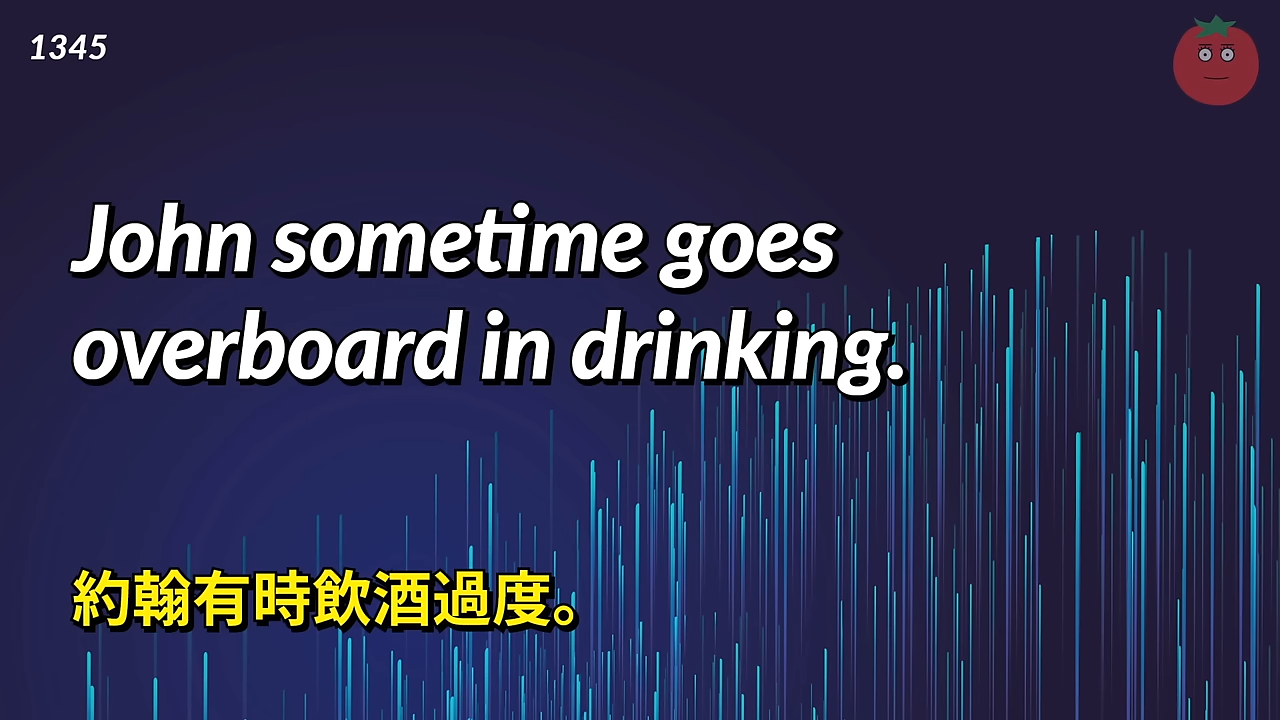 1345
John sometime goes
overboard in drinking.
約翰有時飲酒過度。